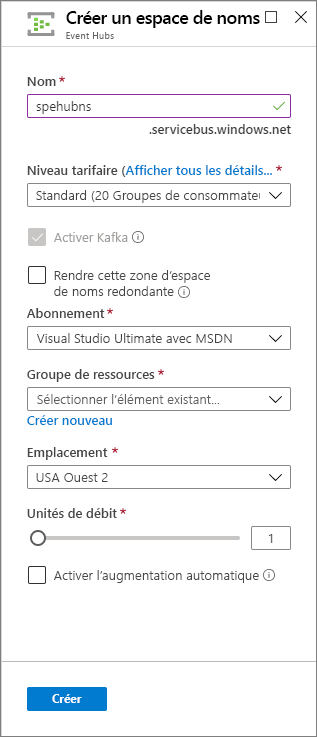 Créer un espace de noms
Event Hubs
Nom *
spehubns
.servicebus.windows.net
Niveau tarifaire (Afficher tous les détails... *
Standard (20 Groupes de consommateu
Activer Kafka
Rendre cette zone d'espace
de noms redondante
Abonnement *
Visual Studio Ultimate avec MSDN
Groupe de ressources *
Sélectionner l'élément existant...
Créer nouveau
Emplacement *
USA Ouest 2
Unités de débit *
1
Activer l'augmentation automatique
Créer